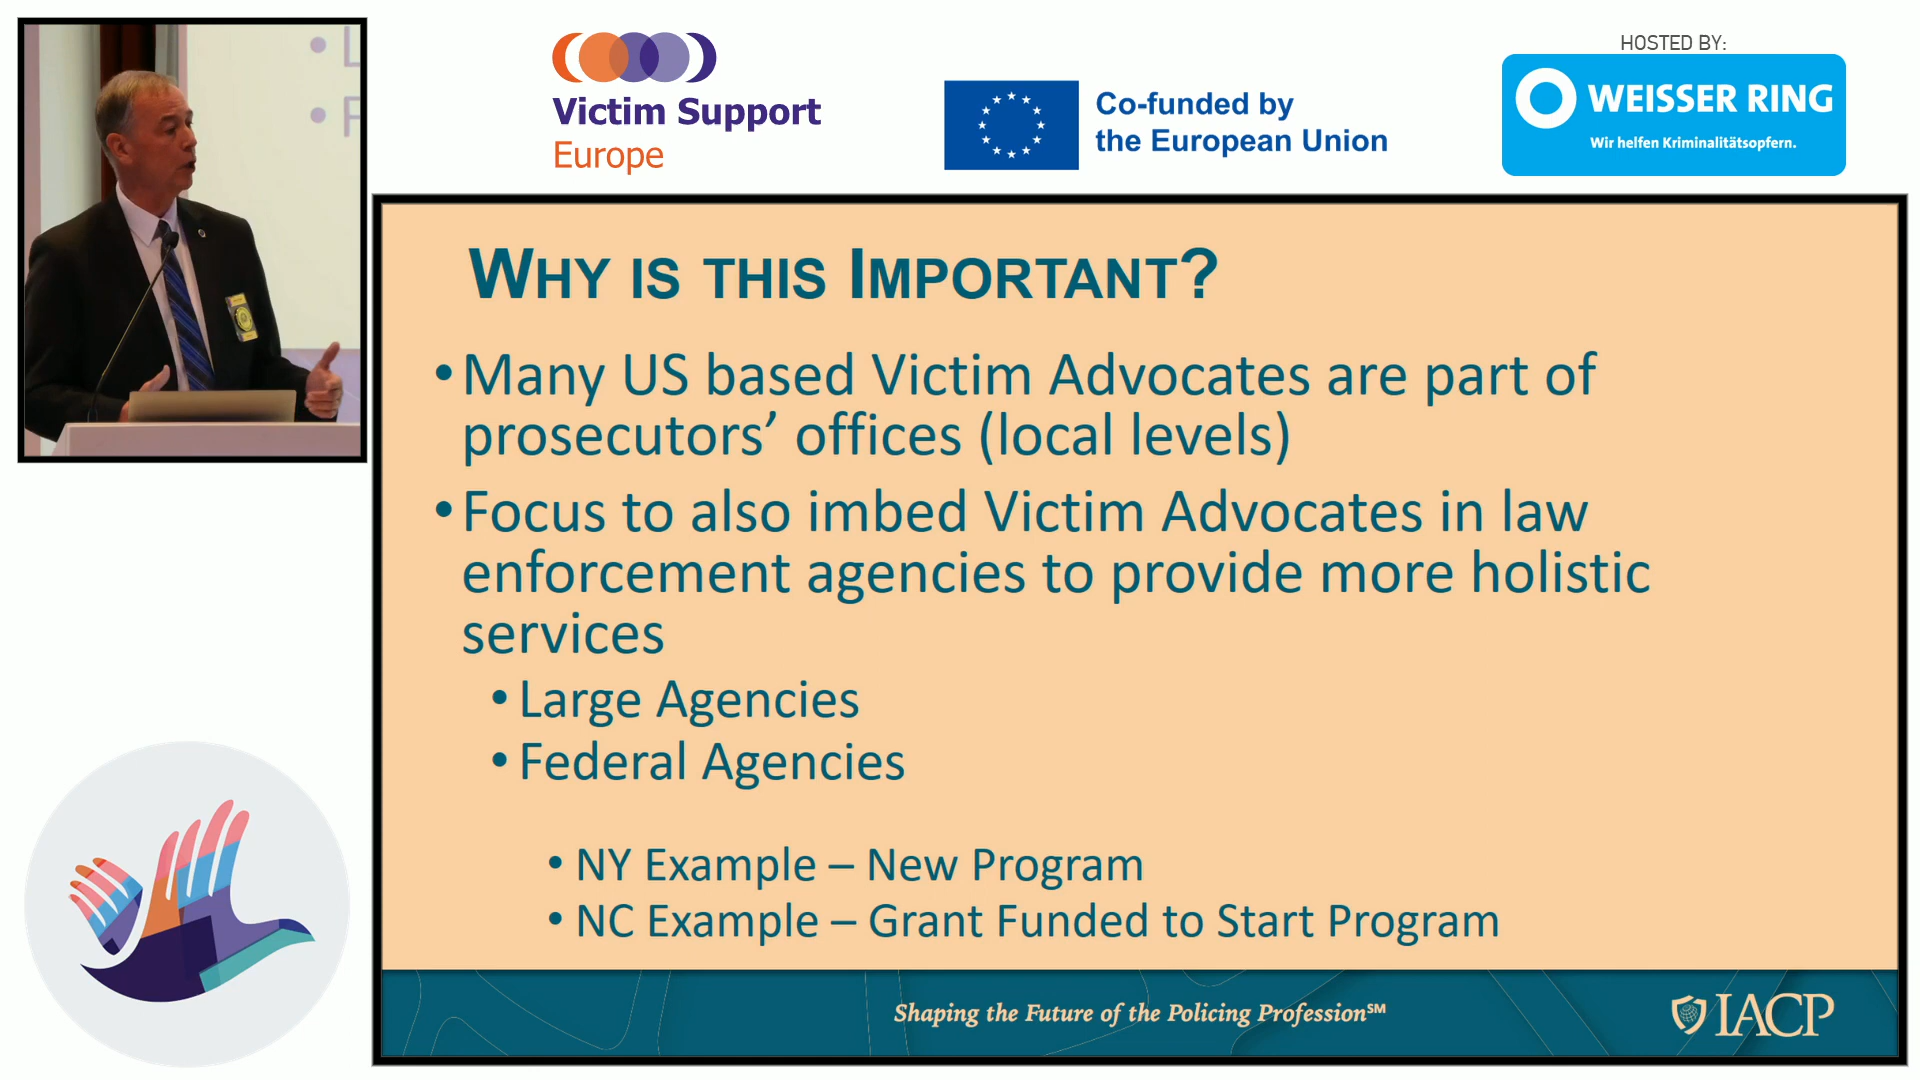 • L
• F
Victim Support
Europe
Co-funded by
the European Union
HOSTED BY:
WEISSER RING
Wir helfen Kriminalitätsopfern.
WHY IS THIS IMPORTANT?
• Many US based Victim Advocates are part of
prosecutors’ offices (local levels)
• Focus to also imbed Victim Advocates in law
enforcement agencies to provide more holistic
services
• Large Agencies
• Federal Agencies
• NY Example – New Program
• NC Example – Grant Funded to Start Program
Shaping the Future of the Policing Profession℠
IACP